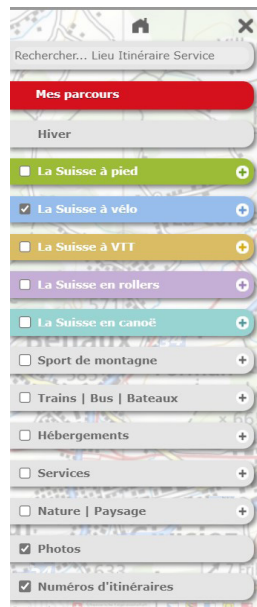 Rechercher... Lieu Itinéraire Service
Mes parcours
Hiver
La Suisse à pied
La Suisse à vélo
La Suisse à VTT
La Suisse en rollers
La Suisse en canoë
Sport de montagne
Trains | Bus | Bateaux
Hébergements
Services
Nature | Paysage
Photos
Numéros d'itinéraires